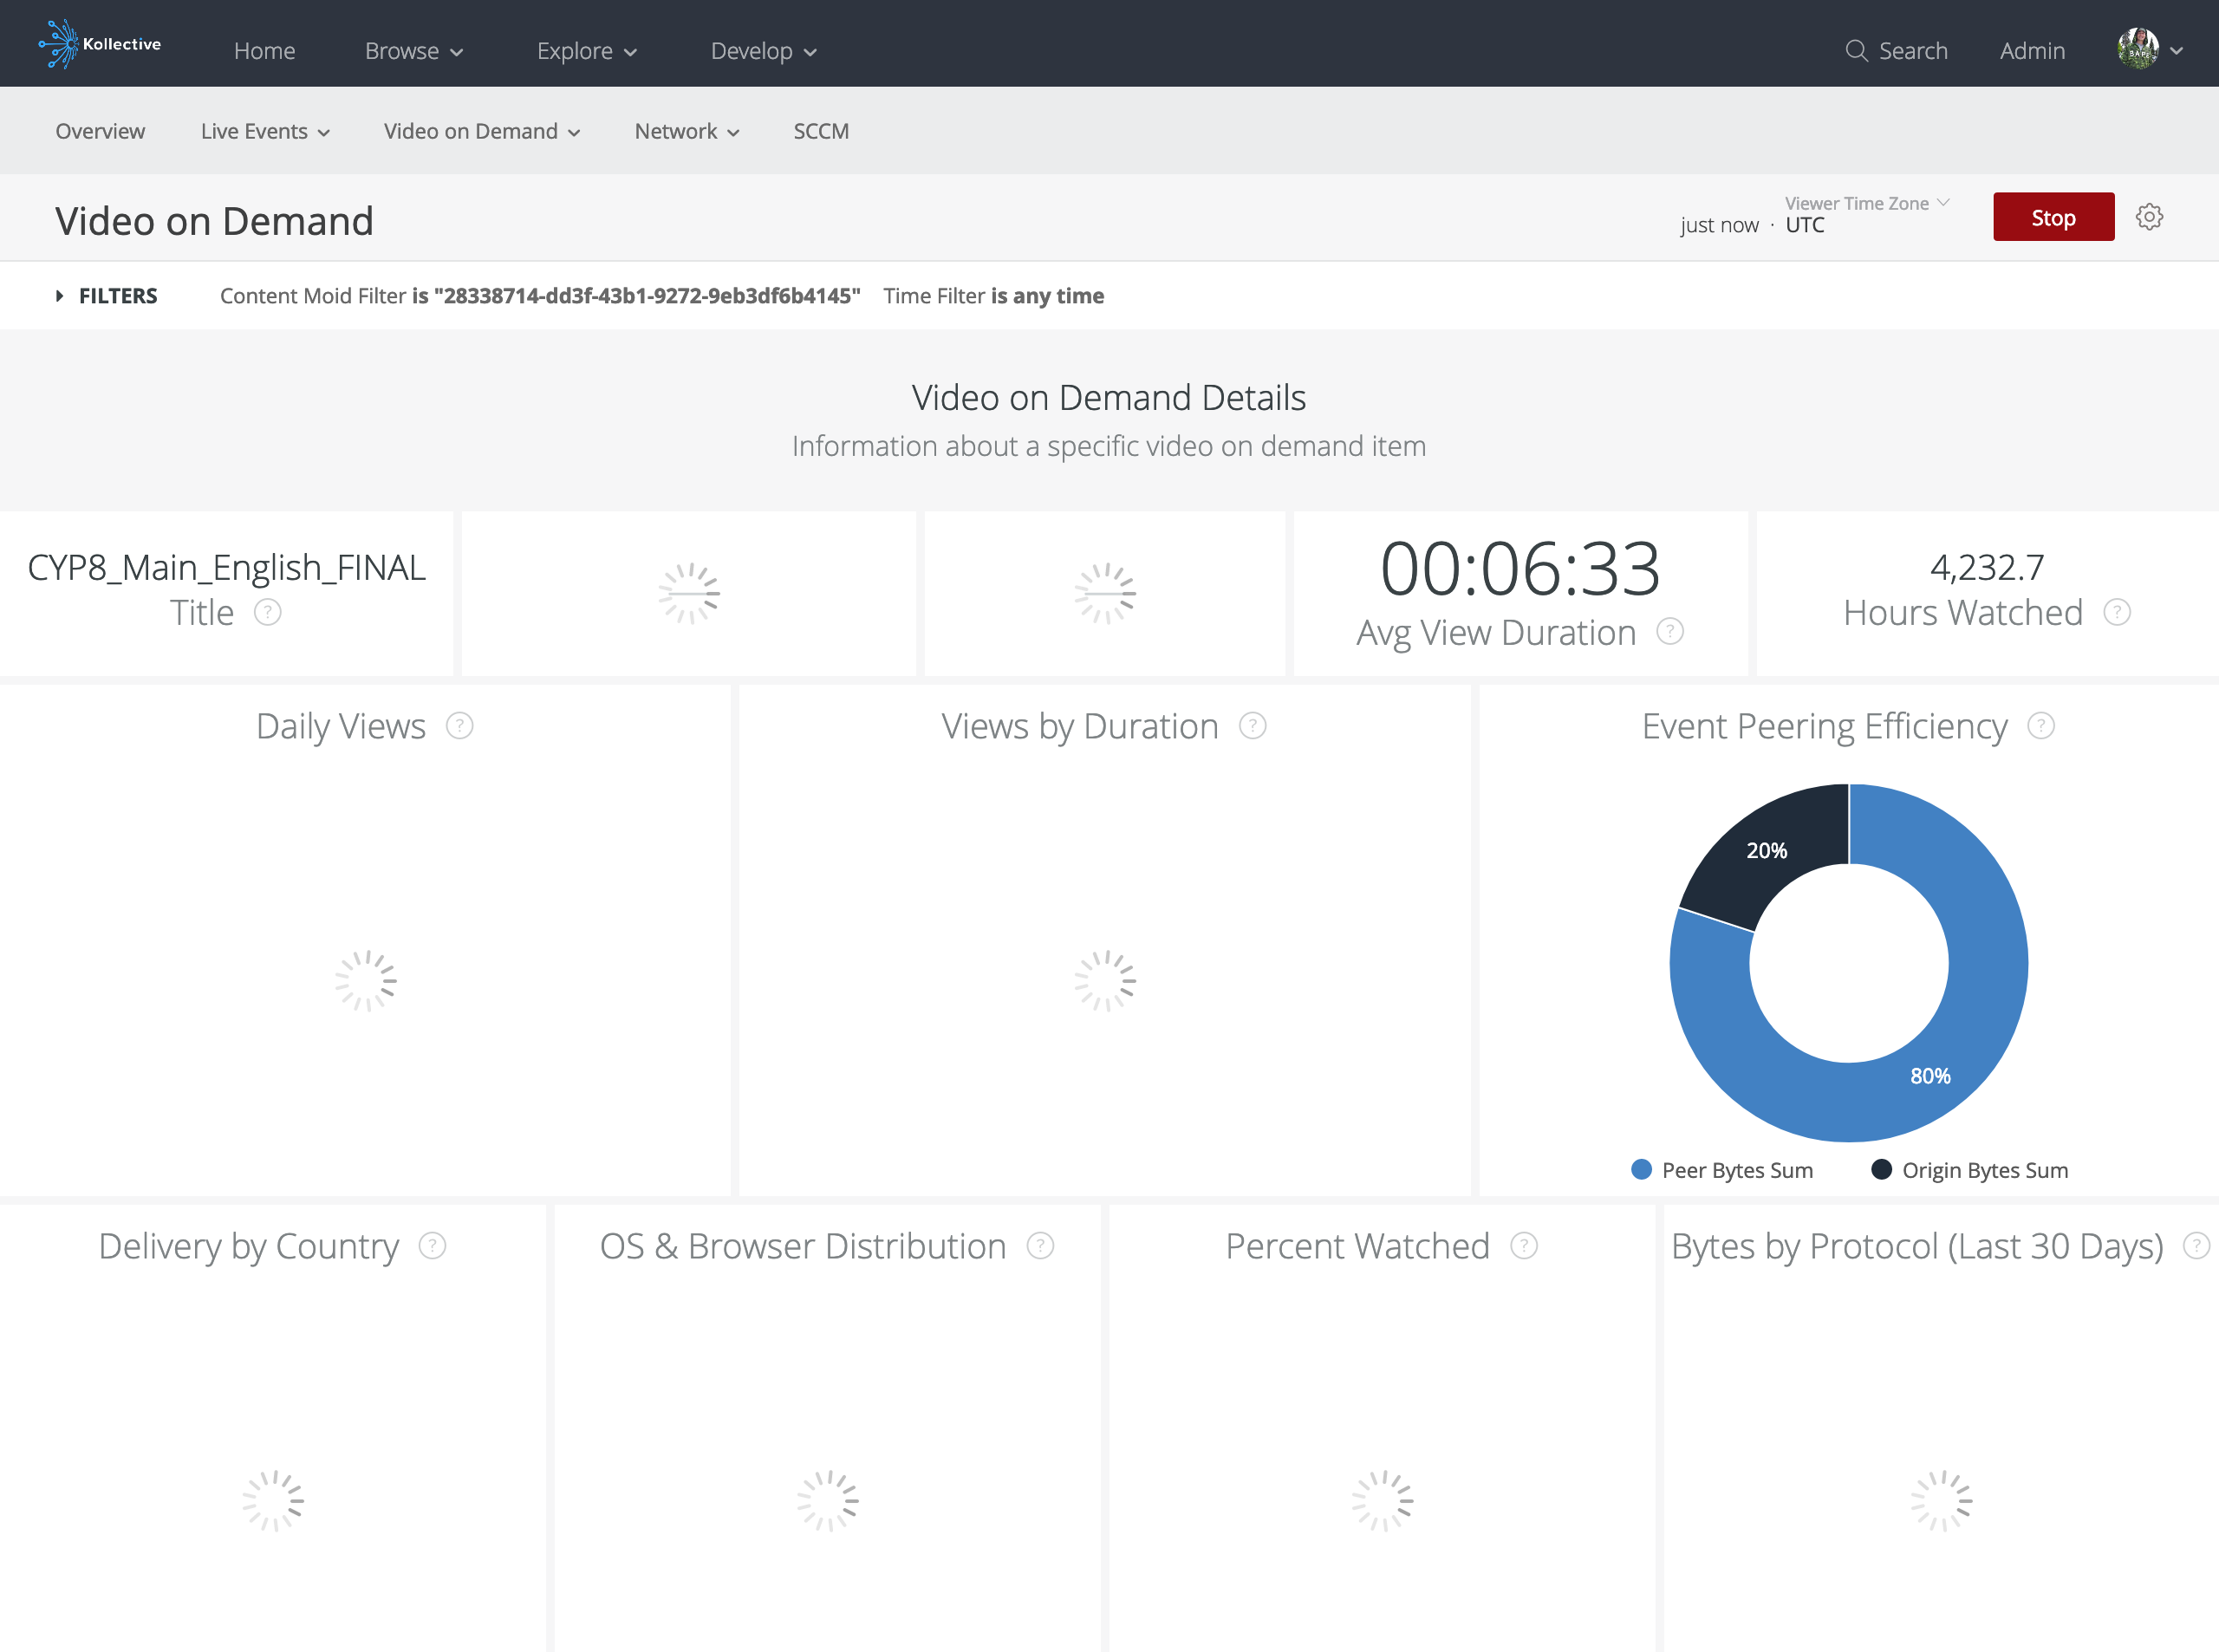 Kollective
Home
Browse
Explore
Develop
Search
Admin
Overview
Live Events
Video on Demand
Network
SCCM
Video on Demand
just now · Viewer Time Zone
UTC
Stop
FILTERS
Content Moid Filter is "28338714-dd3f-43b1-9272-9eb3df6b4145" Time Filter is any time
Video on Demand Details
Information about a specific video on demand item
CYP8_Main_English_FINAL
Title ?
00:06:33
Avg View Duration ?
4,232.7
Hours Watched ?
Daily Views ?
Views by Duration ?
Event Peering Efficiency ?
20%
80%
Peer Bytes Sum
Origin Bytes Sum
Delivery by Country ?
OS & Browser Distribution ?
Percent Watched ?
Bytes by Protocol (Last 30 Days) ?